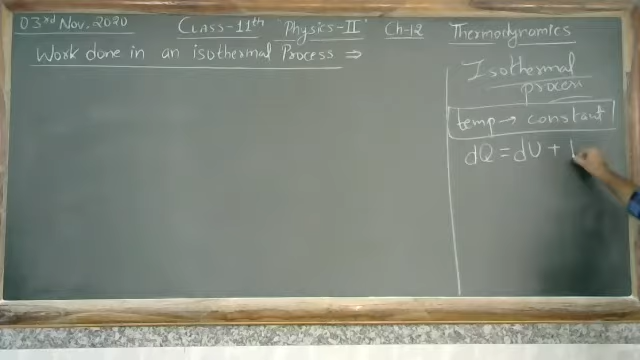 03rd Nov. 2020 Class-11th "Physics-II" Ch-12 Thermodynamics
Work done in an isothermal Process ⇒
Isothermal
process
temp → constant
dQ = dU +